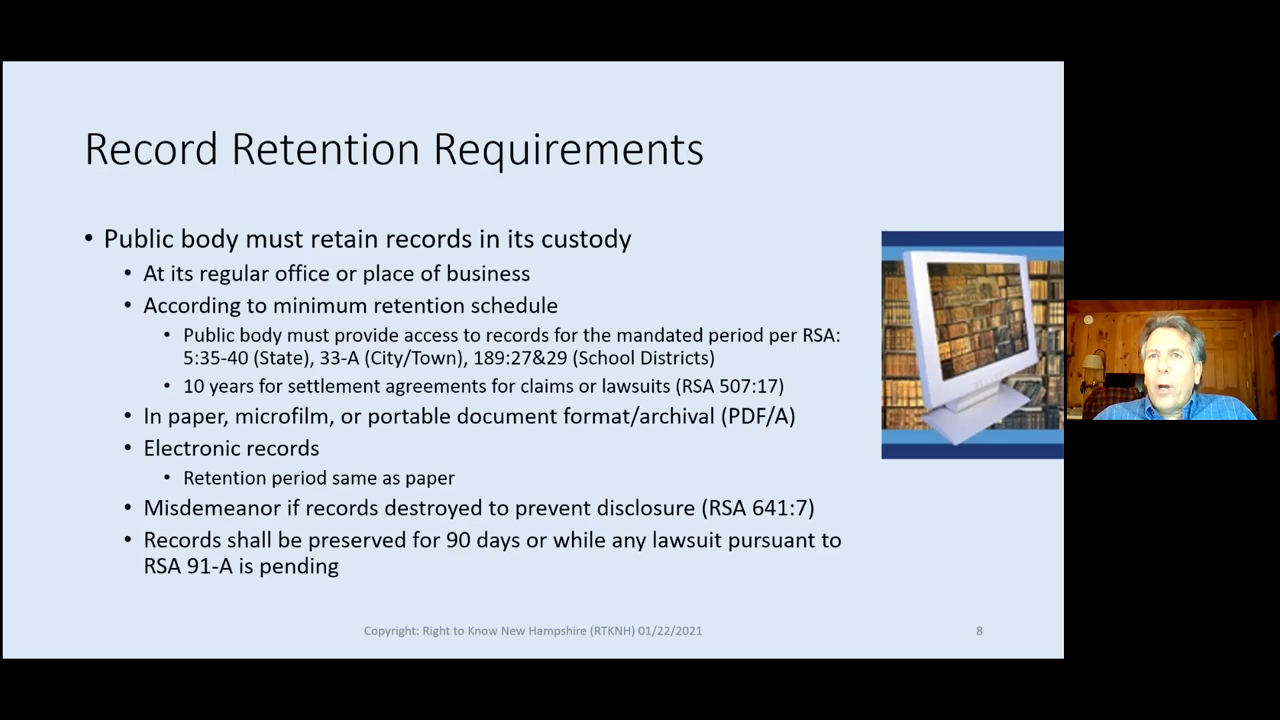 Record Retention Requirements
• Public body must retain records in its custody
• At its regular office or place of business
• According to minimum retention schedule
• Public body must provide access to records for the mandated period per RSA:
5:35-40 (State), 33-A (City/Town), 189:27&29 (School Districts)
• 10 years for settlement agreements for claims or lawsuits (RSA 507:17)
• In paper, microfilm, or portable document format/archival (PDF/A)
• Electronic records
• Retention period same as paper
• Misdemeanor if records destroyed to prevent disclosure (RSA 641:7)
• Records shall be preserved for 90 days or while any lawsuit pursuant to
RSA 91-A is pending
Copyright: Right to Know New Hampshire (RTKNH) 01/22/2021
8